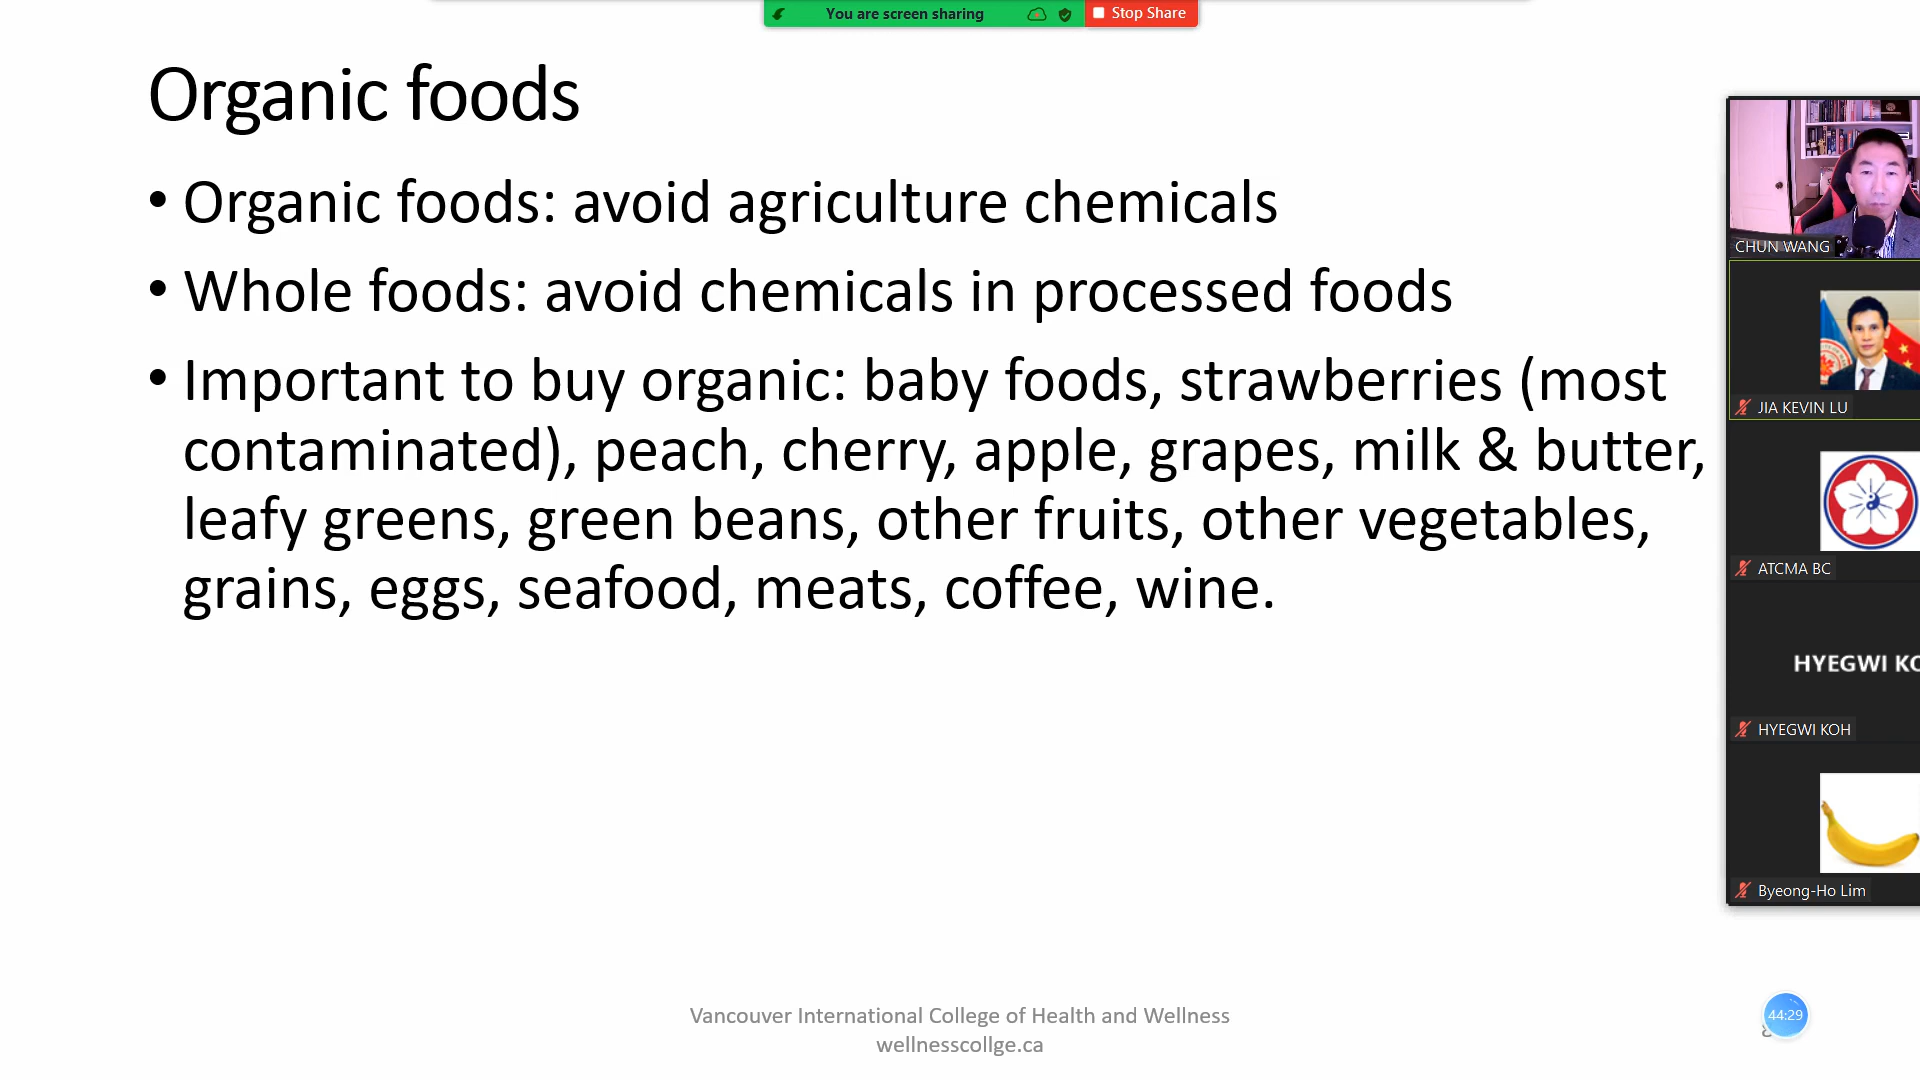 You are screen sharing
Stop Share
Organic foods
• Organic foods: avoid agriculture chemicals
• Whole foods: avoid chemicals in processed foods
• Important to buy organic: baby foods, strawberries (most
contaminated), peach, cherry, apple, grapes, milk & butter,
leafy greens, green beans, other fruits, other vegetables,
grains, eggs, seafood, meats, coffee, wine.
CHUN WANG
JIA KEVIN LU
ATCMA BC
HYEGWI
HYEGWI KOH
Byeong-Ho Lim
Vancouver International College of Health and Wellness
wellnesscollge.ca
44:29